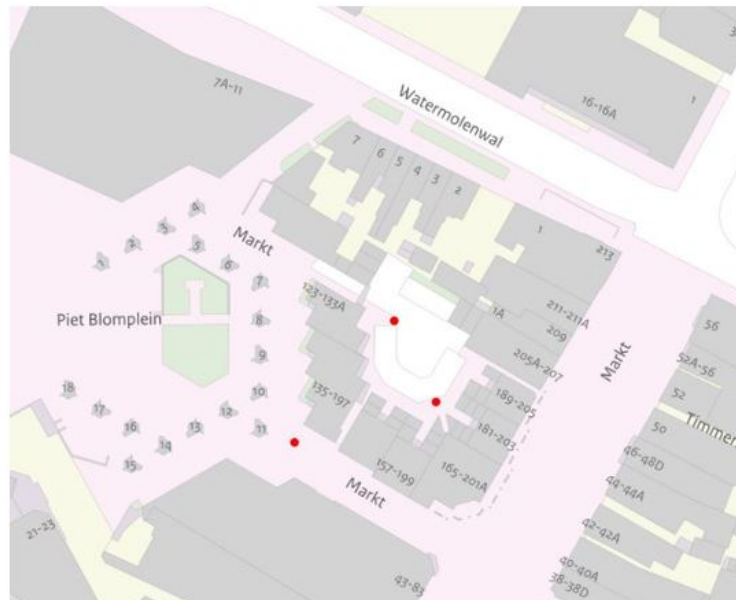 7A-11
Watermolenwal
16-16A
1
7
6
5
4
3
2
1
213
4
3
2
1
5
6
7
8
9
10
11
12
13
14
15
16
17
18
Markt
Piet Blomplein
123-133A
135-197
1A
211-211A
209
205A-207
189-205
181-203
165-201A
157-199
Markt
Markt
56
52A-56
52
Timmer
50
46-48D
44-44A
42-42A
40-40A
38-38D
21-23
43-83